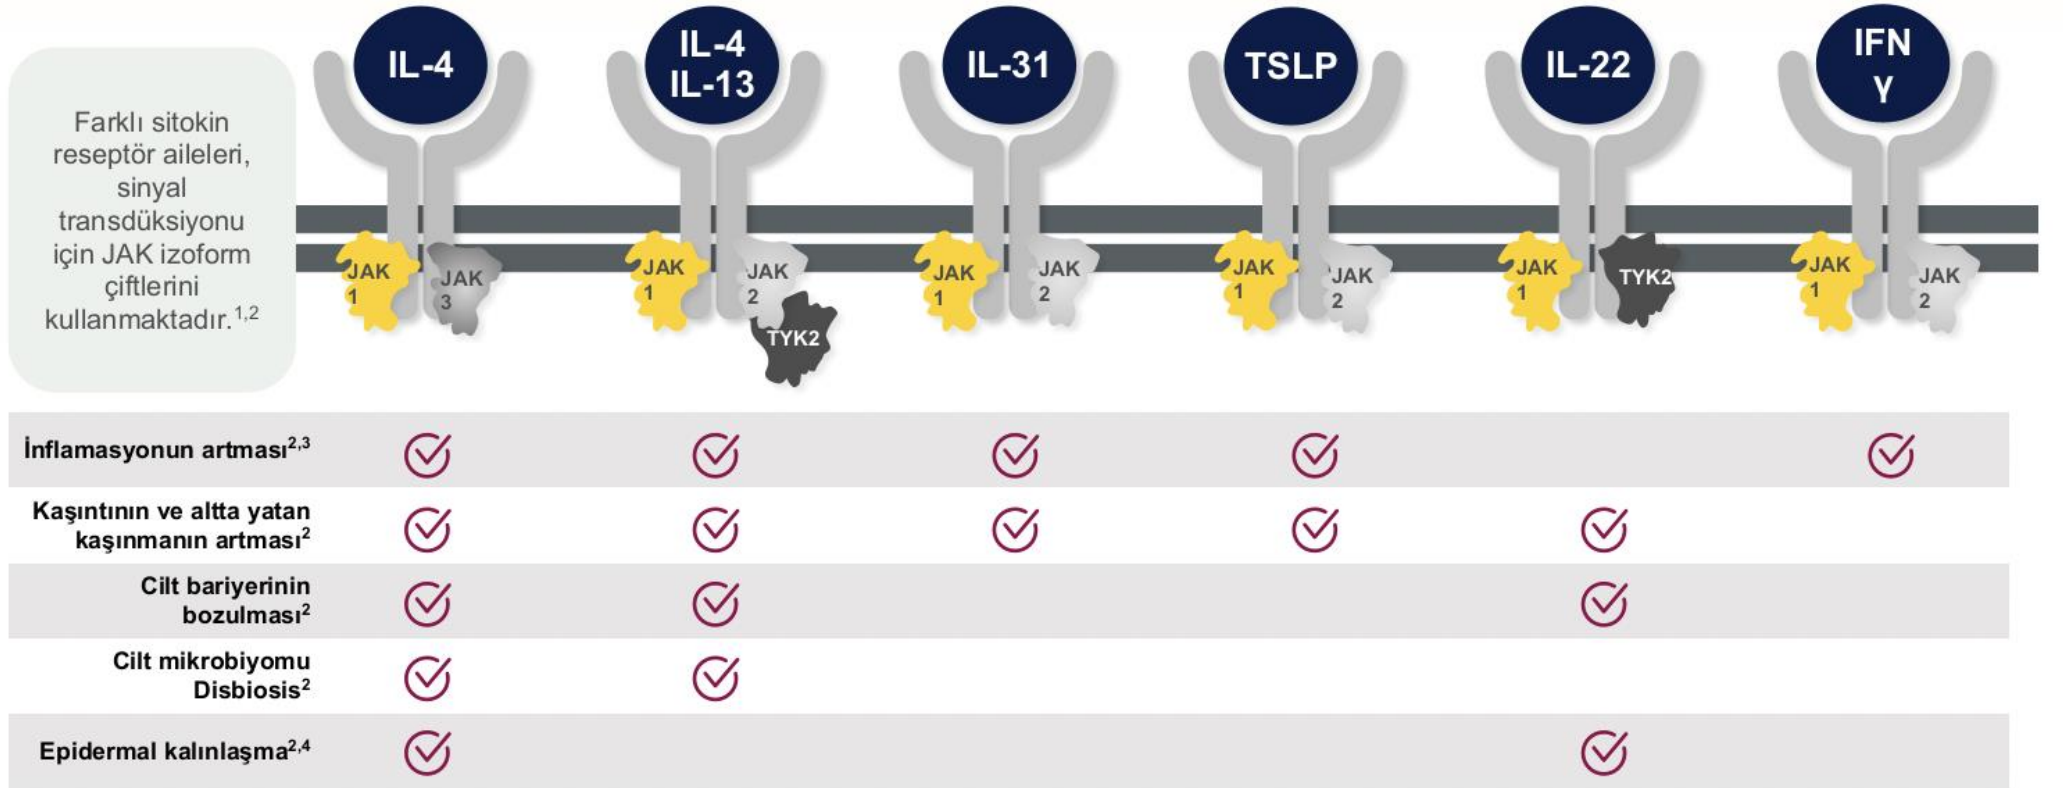 IL-4
IL-4
IL-13
IL-31
TSLP
IL-22
IFN
γ
Farklı sitokin
reseptör aileleri,
sinyal
transdüksiyonu
için JAK izoform
çiftlerini
kullanmaktadır.1,2
JAK
1
JAK
3
JAK
1
JAK
2
TYK2
JAK
1
JAK
2
JAK
1
JAK
2
JAK
1
TYK2
JAK
1
JAK
2
İnflamasyonun artması2,3
Kaşıntının ve altta yatan
kaşınmanın artması2
Cilt bariyerinin
bozulması2
Cilt mikrobiyomu
Disbiosis2
Epidermal kalınlaşma2,4